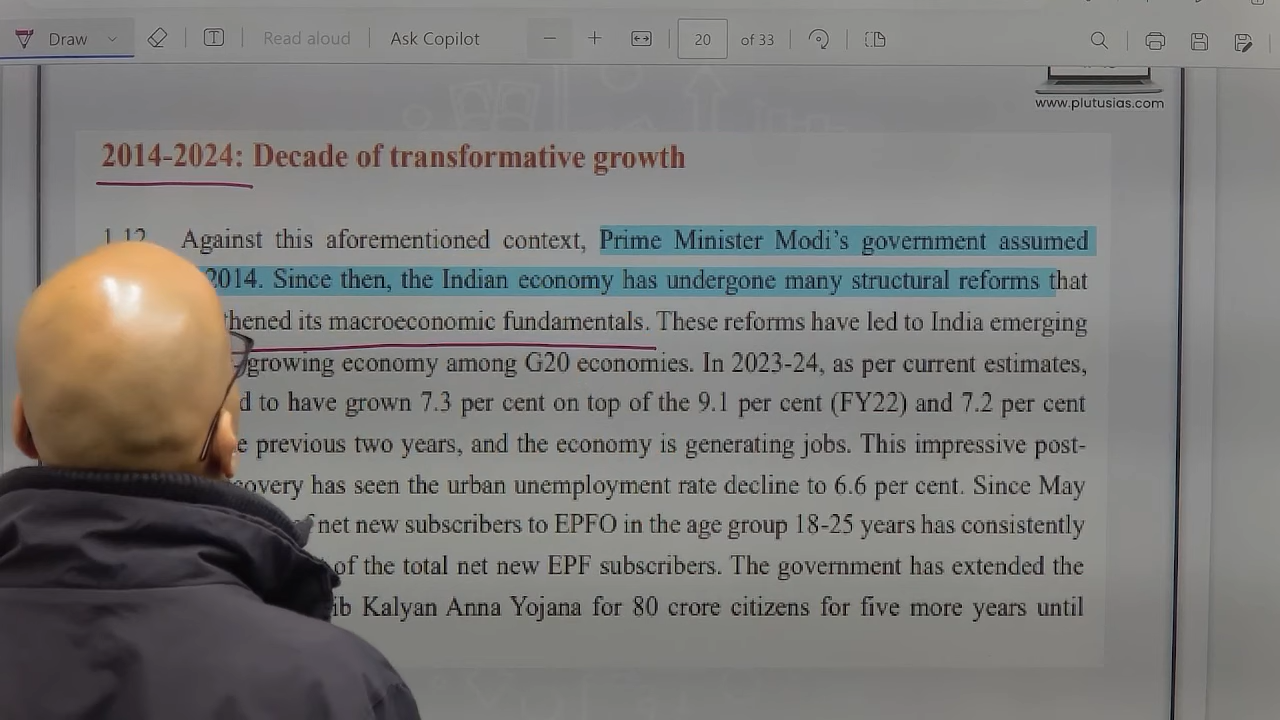 Draw
Read aloud
Ask Copilot
20
of 33
www.plutusias.com
2014-2024: Decade of transformative growth
1.12 Against this aforementioned context, Prime Minister Modi's government assumed
2014. Since then, the Indian economy has undergone many structural reforms that
hened its macroeconomic fundamentals. These reforms have led to India emerging
growing economy among G20 economies. In 2023-24, as per current estimates,
d to have grown 7.3 per cent on top of the 9.1 per cent (FY22) and 7.2 per cent
e previous two years, and the economy is generating jobs. This impressive post-
covery has seen the urban unemployment rate decline to 6.6 per cent. Since May
net new subscribers to EPFO in the age group 18-25 years has consistently
of the total net new EPF subscribers. The government has extended the
ib Kalyan Anna Yojana for 80 crore citizens for five more years until